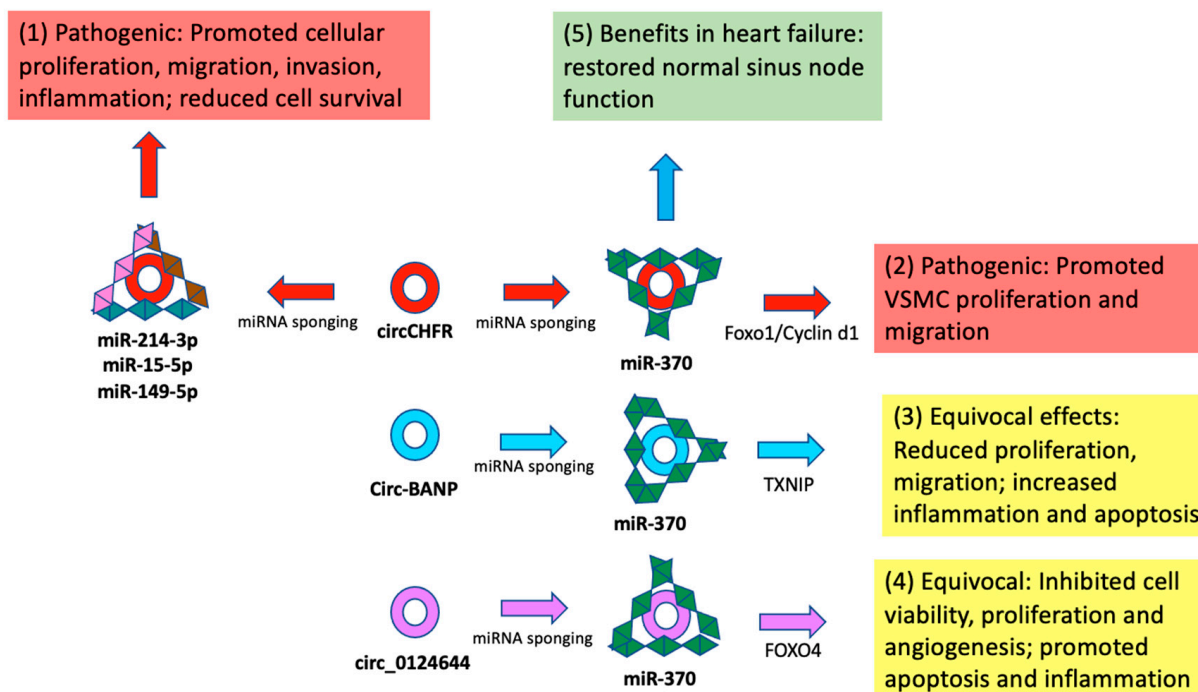 (1) Pathogenic: Promoted cellular
proliferation, migration, invasion,
inflammation; reduced cell survival
(5) Benefits in heart failure:
restored normal sinus node
function
miRNA sponging
circCHFR
miRNA sponging
Foxo1/Cyclin d1
(2) Pathogenic: Promoted
VSMC proliferation and
migration
miR-214-3p
miR-15-5p
miR-149-5p
miR-370
Circ-BANP
miRNA sponging
miR-370
TXNIP
(3) Equivocal effects:
Reduced proliferation,
migration; increased
inflammation and apoptosis
circ_0124644
miRNA sponging
miR-370
FOXO4
(4) Equivocal: Inhibited cell
viability, proliferation and
angiogenesis; promoted
apoptosis and inflammation